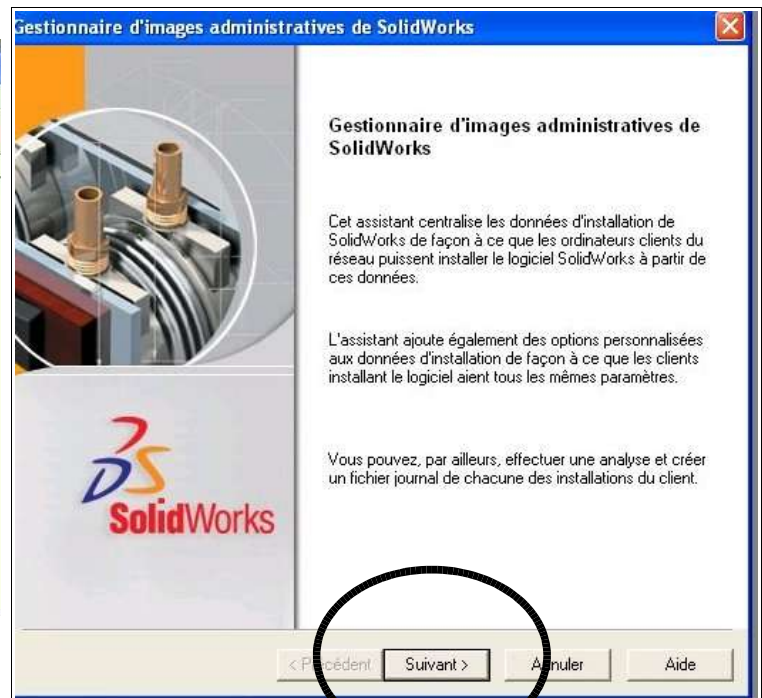 Gestionnaire d'images administratives de SolidWorks
Gestionnaire d'images administratives de
SolidWorks
Cet assistant centralise les données d'installation de
SolidWorks de façon à ce que les ordinateurs clients du
réseau puissent installer le logiciel SolidWorks à partir de
ces données.
L'assistant ajoute également des options personnalisées
aux données d'installation de façon à ce que les clients
installant le logiciel aient tous les mêmes paramètres.
Vous pouvez, par ailleurs, effectuer une analyse et créer
un fichier journal de chacune des installations du client.
DS
SolidWorks
< Précédent Suivant > Annuler Aide